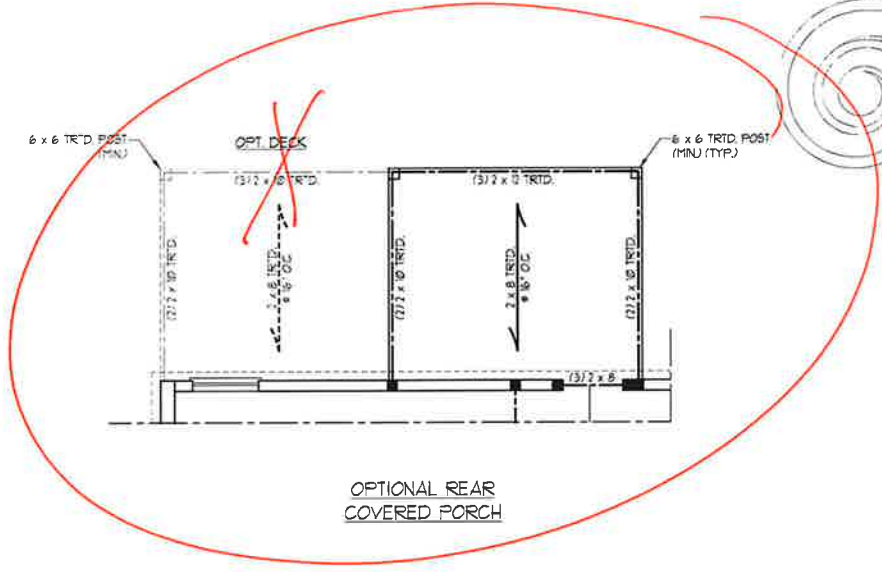 6 x 6 TRTD. POST
(MIN.)
OPT. DECK
6 x 6 TRTD. POST
(MIN.) (TYP.)
(3) 2 x 10 TRTD.
(3) 2 x 12 TRTD.
(2) 2 x 10 TRTD.
2 x 8 TRTD.
@ 16" O.C.
(2) 2 x 10 TRTD.
2 x 8 TRTD.
@ 16" O.C.
(2) 2 x 10 TRTD.
(3) 2 x 8
OPTIONAL REAR
COVERED PORCH